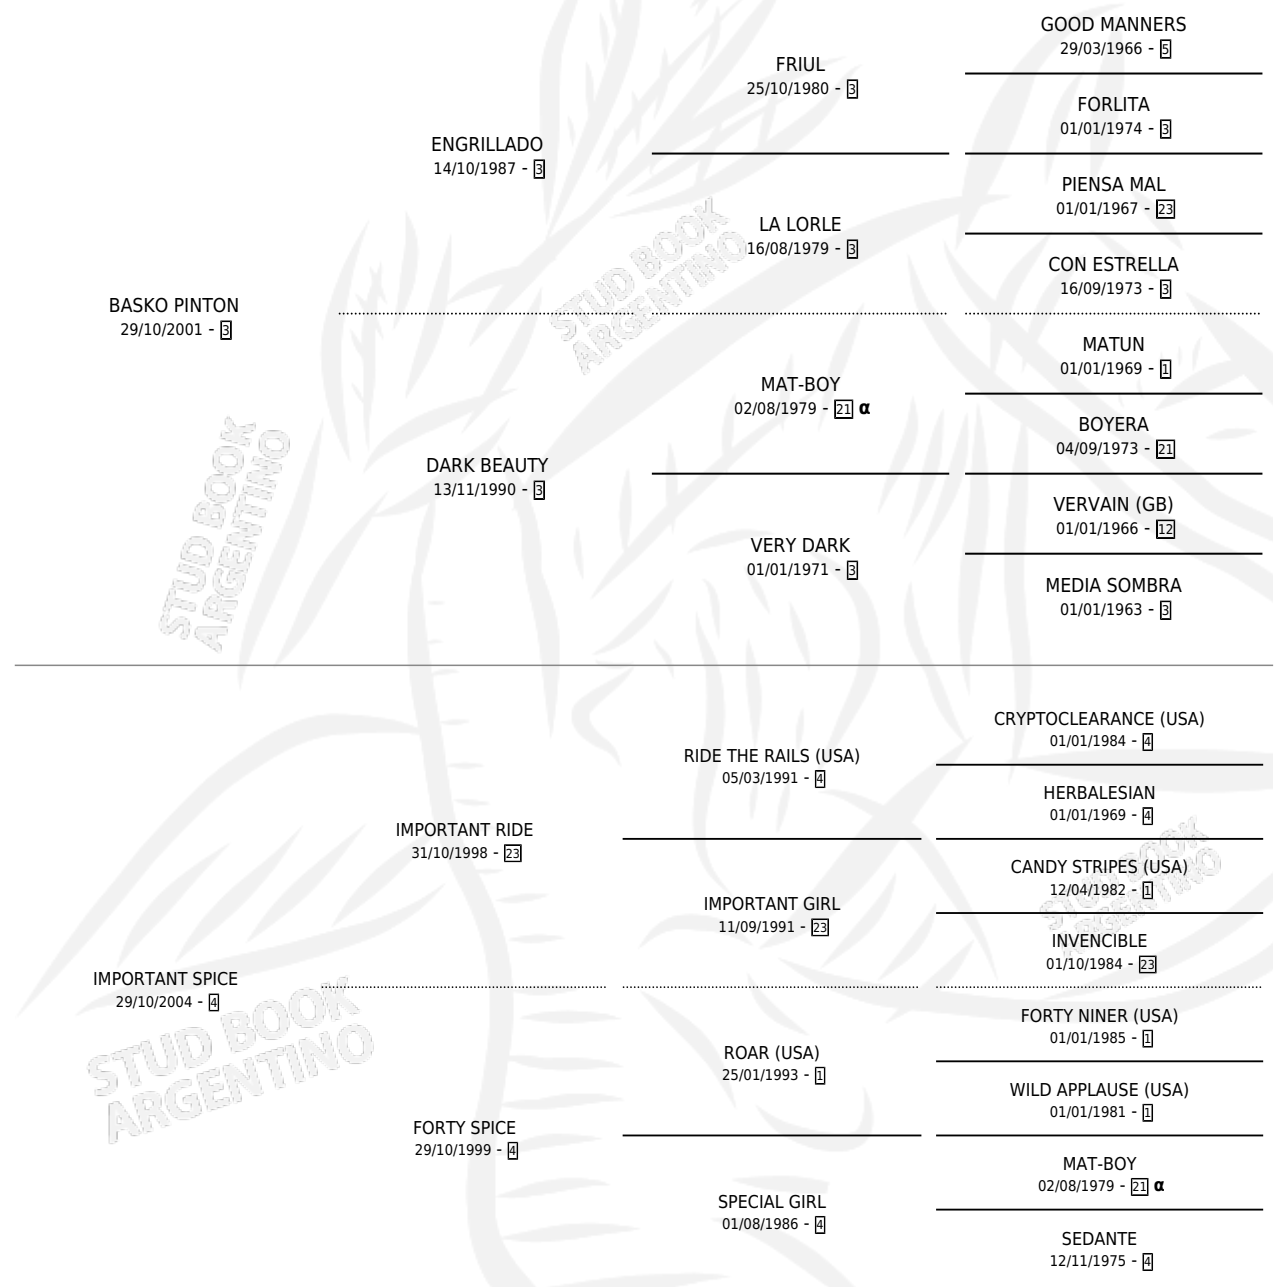 GOOD MANNERS
29/03/1966 - 5
FRIUL
25/10/1980 - 3
FORLITA
01/01/1974 - 3
ENGRILLADO
14/10/1987 - 3
PIENSA MAL
01/01/1967 - 23
LA LORLE
16/08/1979 - 3
CON ESTRELLA
16/09/1973 - 3
BASKO PINTON
29/10/2001 - 3
MATUN
01/01/1969 - 1
MAT-BOY
02/08/1979 - 21 α
BOYERA
04/09/1973 - 21
DARK BEAUTY
13/11/1990 - 3
VERVAIN (GB)
01/01/1966 - 12
VERY DARK
01/01/1971 - 3
MEDIA SOMBRA
01/01/1963 - 3
STUD BOOK
ARGENTINO
STUD BOOK
ARGENTINO
CRYPTOCLEARANCE (USA)
01/01/1984 - 4
RIDE THE RAILS (USA)
05/03/1991 - 4
HERBALESIAN
01/01/1969 - 4
IMPORTANT RIDE
31/10/1998 - 23
CANDY STRIPES (USA)
12/04/1982 - 1
IMPORTANT GIRL
11/09/1991 - 23
INVENCIBLE
01/10/1984 - 23
IMPORTANT SPICE
29/10/2004 - 4
FORTY NINER (USA)
01/01/1985 - 1
ROAR (USA)
25/01/1993 - 1
WILD APPLAUSE (USA)
01/01/1981 - 1
FORTY SPICE
29/10/1999 - 4
MAT-BOY
02/08/1979 - 21 α
SPECIAL GIRL
01/08/1986 - 4
SEDANTE
12/11/1975 - 4
STUD BOOK
ARGENTINO
STUD BOOK
ARGENTINO